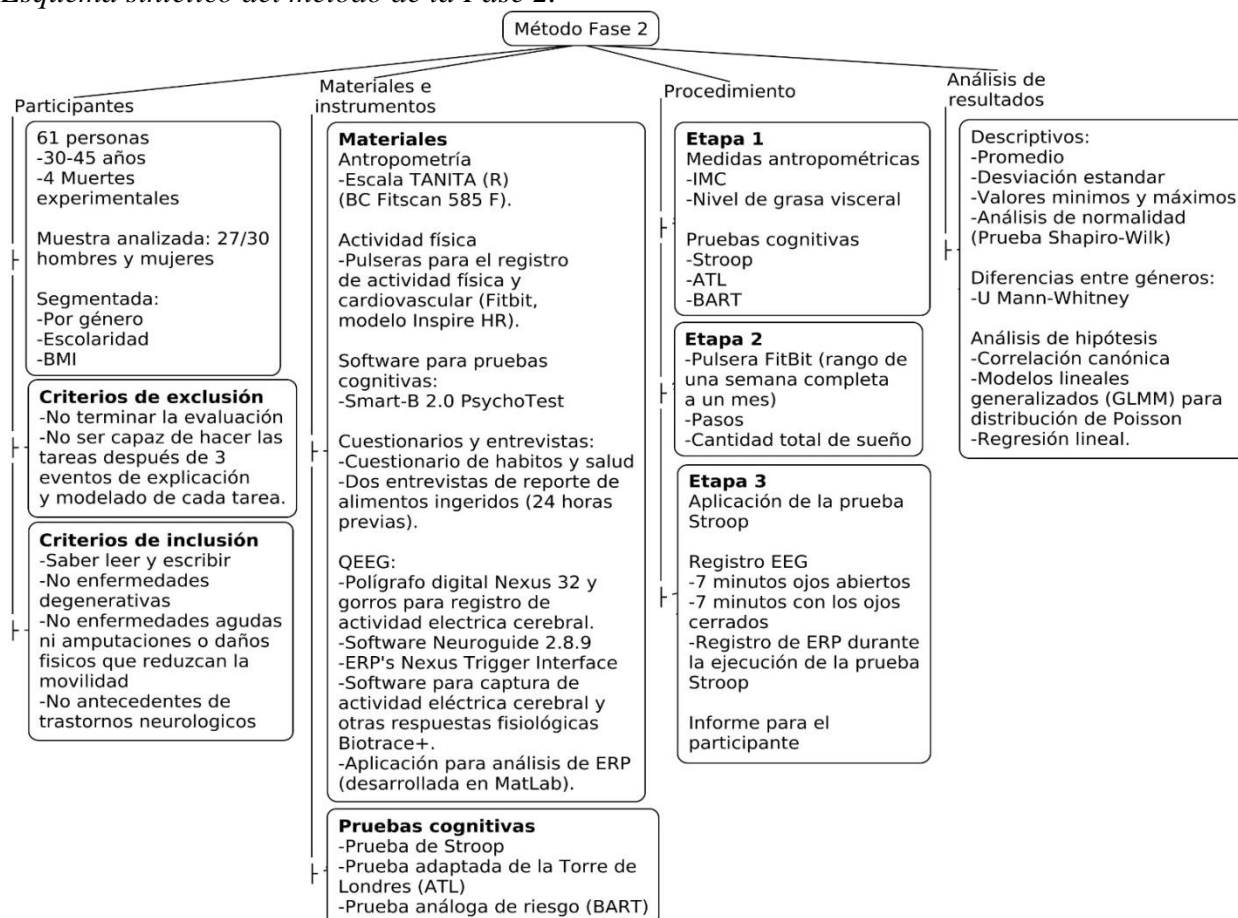 Esquema sintético del método de la Fase 2.
Método Fase 2
Participantes
61 personas
-30-45 años
-4 Muertes
experimentales
Muestra analizada: 27/30
hombres y mujeres
Segmentada:
-Por género
-Escolaridad
-BMI
Criterios de exclusión
-No terminar la evaluación
-No ser capaz de hacer las
tareas después de 3
eventos de explicación
y modelado de cada tarea.
Criterios de inclusión
-Saber leer y escribir
-No enfermedades
degenerativas
-No enfermedades agudas
ni amputaciones o daños
fisicos que reduzcan la
movilidad
-No antecedentes de
trastornos neurologicos
Materiales e
instrumentos
Materiales
Antropometría
-Escala TANITA (R)
(BC Fitscan 585 F).
Actividad física
-Pulseras para el registro
de actividad física y
cardiovascular (Fitbit,
modelo Inspire HR).
Software para pruebas
cognitivas:
-Smart-B 2.0 PsychoTest
Cuestionarios y entrevistas:
-Cuestionario de habitos y salud
-Dos entrevistas de reporte de
alimentos ingeridos (24 horas
previas).
QEEG:
-Polígrafo digital Nexus 32 y
gorros para registro de
actividad electrica cerebral.
-Software Neuroguide 2.8.9
-ERP's Nexus Trigger Interface
-Software para captura de
actividad eléctrica cerebral y
otras respuestas fisiológicas
Biotrace+.
-Aplicación para análisis de ERP
(desarrollada en MatLab).
Pruebas cognitivas
-Prueba de Stroop
-Prueba adaptada de la Torre de
Londres (ATL)
-Prueba análoga de riesgo (BART)
Procedimiento
Etapa 1
Medidas antropométricas
-IMC
-Nivel de grasa visceral
Pruebas cognitivas
-Stroop
-ATL
-BART
Etapa 2
-Pulsera FitBit (rango de
una semana completa
a un mes)
-Pasos
-Cantidad total de sueño
Etapa 3
Aplicación de la prueba
Stroop
Registro EEG
-7 minutos ojos abiertos
-7 minutos con los ojos
cerrados
-Registro de ERP durante
la ejecución de la prueba
Stroop
Informe para el
participante
Análisis de
resultados
Descriptivos:
-Promedio
-Desviación estandar
-Valores minimos y máximos
-Análisis de normalidad
(Prueba Shapiro-Wilk)
Diferencias entre géneros:
-U Mann-Whitney
Análisis de hipótesis
-Correlación canónica
-Modelos lineales
generalizados (GLMM) para
distribución de Poisson
-Regresión lineal.